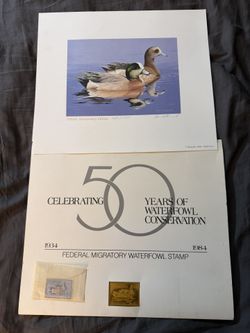 CELEBRATING 50 YEARS OF
WATERFOWL
CONSERVATION
1934 1984
FEDERAL MIGRATORY WATERFOWL STAMP